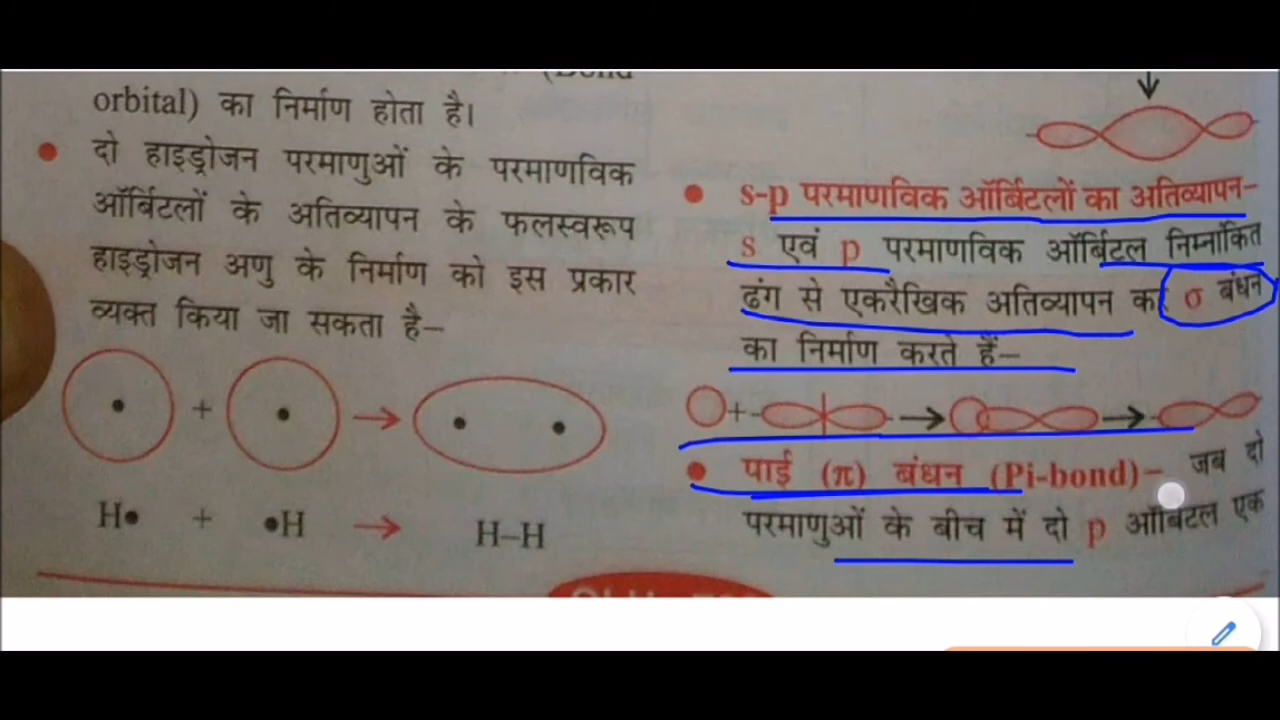 orbital) का निर्माण होता है।
● दो हाइड्रोजन परमाणुओं के परमाणविक
ऑर्बिटलों के अतिव्यापन के फलस्वरूप
हाइड्रोजन अणु के निर्माण को इस प्रकार
व्यक्त किया जा सकता है–
H• + •H → H–H
● s-p परमाणविक ऑर्बिटलों का अतिव्यापन–
s एवं p परमाणविक ऑर्बिटल निम्नांकित
ढंग से एकरैखिक अतिव्यापन कर σ बंधन
का निर्माण करते हैं–
● पाई (π) बंधन (Pi-bond)– जब दो
परमाणुओं के बीच में दो p ऑर्बिटल एक